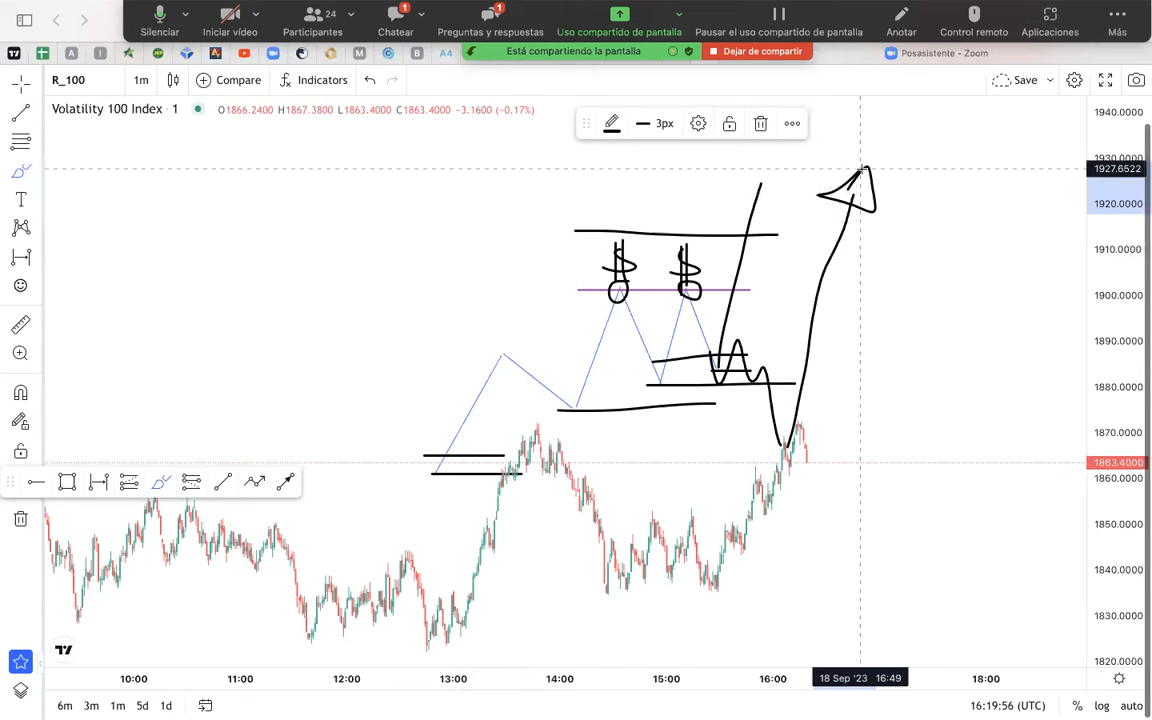 24
1
1
Silenciar
Iniciar vídeo
Participantes
Chatear
Preguntas y respuestas
Uso compartido de pantalla
Pausar el uso compartido de pantalla
Anotar
Control remoto
Aplicaciones
Más
A
I
JEP
M
B
A4
Está compartiendo la pantalla
Dejar de compartir
Posasistente - Zoom
R_100
1m
Compare
Indicators
Save
Volatility 100 Index · 1
O1866.2400 H1867.3800 L1863.4000 C1863.4000 −3.1600 (−0.17%)
3px
1940.0000
1930.0000
1927.6522
1920.0000
1910.0000
1900.0000
1890.0000
1880.0000
1870.0000
1863.4000
1860.0000
1850.0000
1840.0000
1830.0000
1820.0000
$ $
T
10:00
11:00
12:00
13:00
14:00
15:00
16:00
18 Sep '23 16:49
18:00
6m
3m
1m
5d
1d
16:19:56 (UTC)
%
log
auto